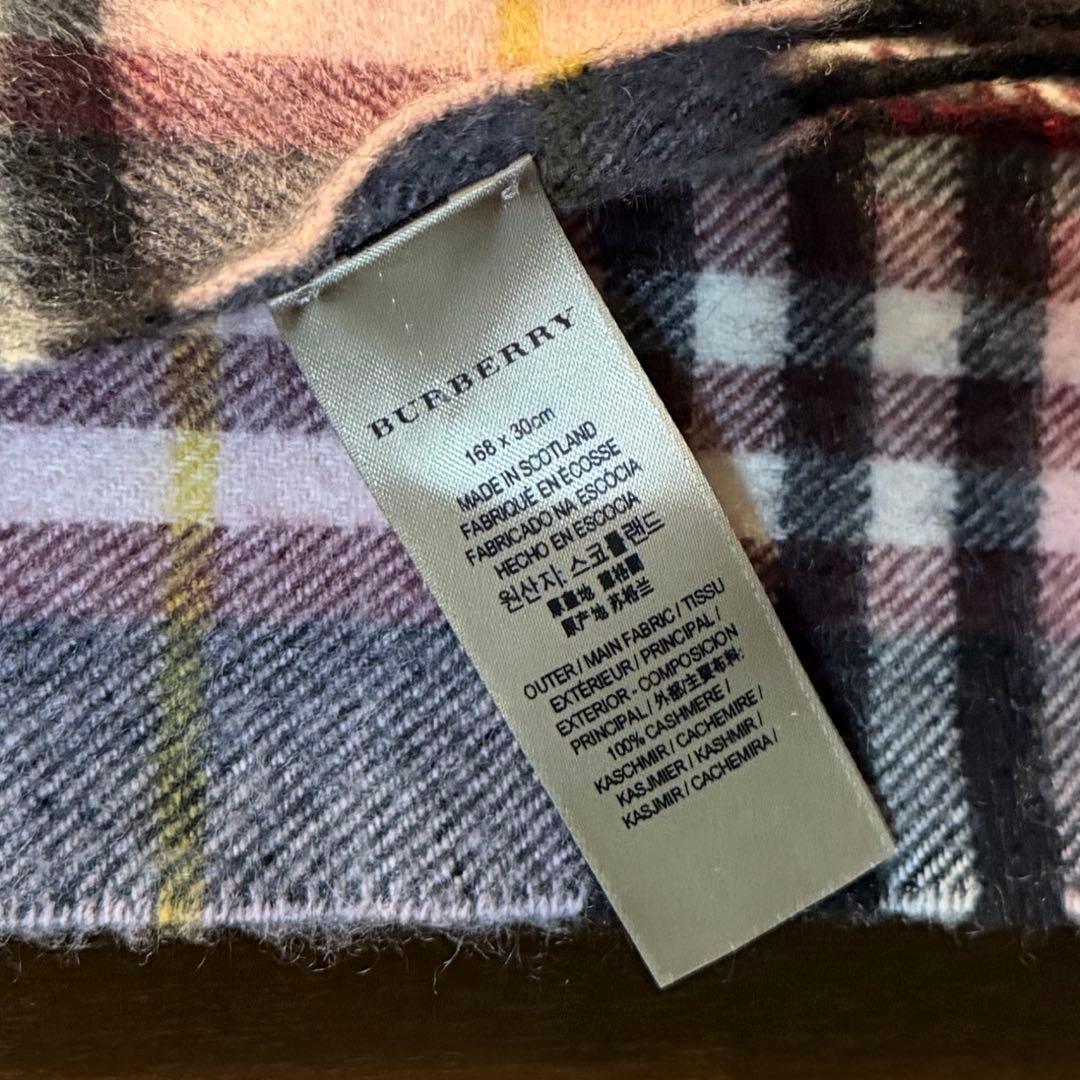 BURBERRY
168 x 30cm
MADE IN SCOTLAND
FABRIQUÉ EN ÉCOSSE
FABRICADO NA ESCÓCIA
HECHO EN ESCOCIA
원산지: 스코틀랜드
原產地 蘇格蘭
原产地 苏格兰
OUTER / MAIN FABRIC / TISSU
EXTÉRIEUR / PRINCIPAL /
EXTERIOR - COMPOSICION
PRINCIPAL / 外部/主要布料:
100% CASHMERE /
KASCHMIR / CACHEMIRE /
KASJMIER / KASHMIR /
KASJMIR / CACHEMIRA /